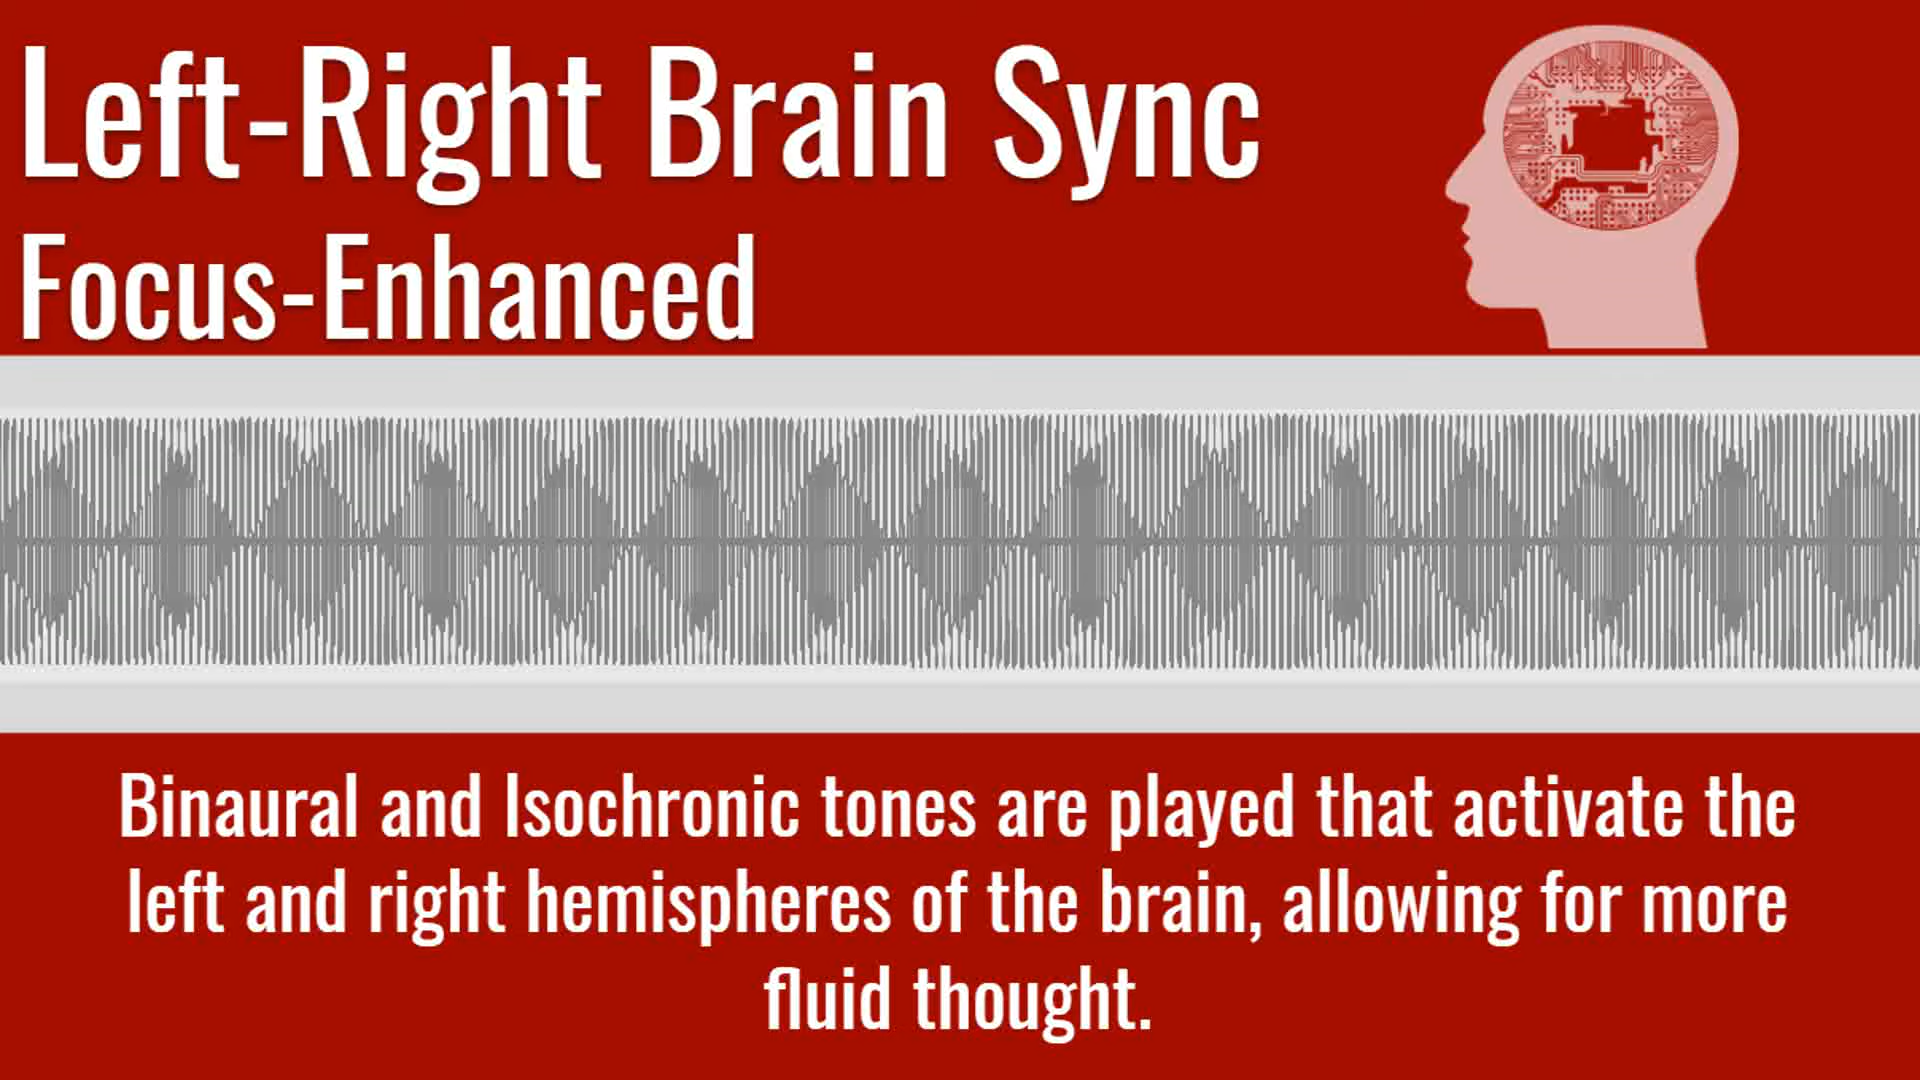 Left-Right Brain Sync
Focus-Enhanced
Binaural and Isochronic tones are played that activate the
left and right hemispheres of the brain, allowing for more
fluid thought.